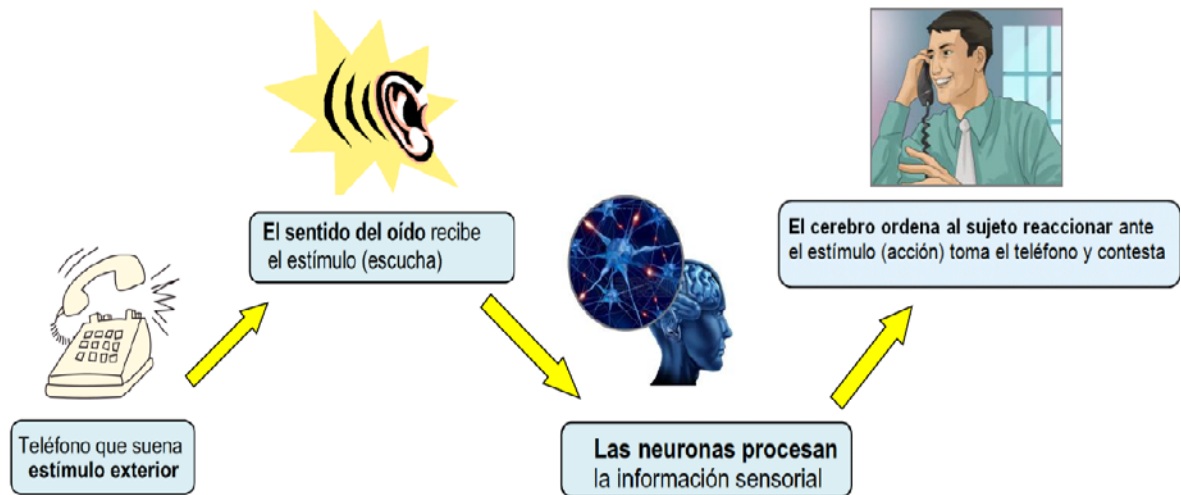 Teléfono que suena
estímulo exterior
El sentido del oído recibe
el estímulo (escucha)
Las neuronas procesan
la información sensorial
El cerebro ordena al sujeto reaccionar ante
el estímulo (acción) toma el teléfono y contesta